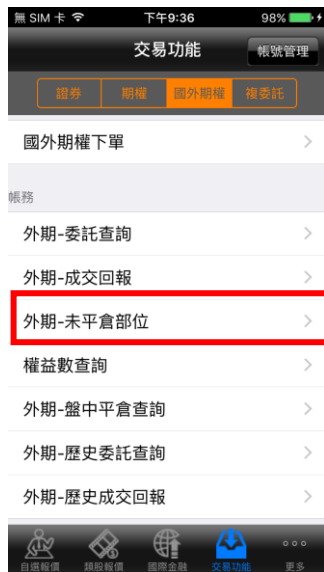 無 SIM 卡 下午9:36 98%
交易功能 帳號管理
證券 期權 國外期權 複委託
國外期權下單
帳務
外期-委託查詢
外期-成交回報
外期-未平倉部位
權益數查詢
外期-盤中平倉查詢
外期-歷史委託查詢
外期-歷史成交回報
自選報價 類股報價 國際金融 交易功能 更多